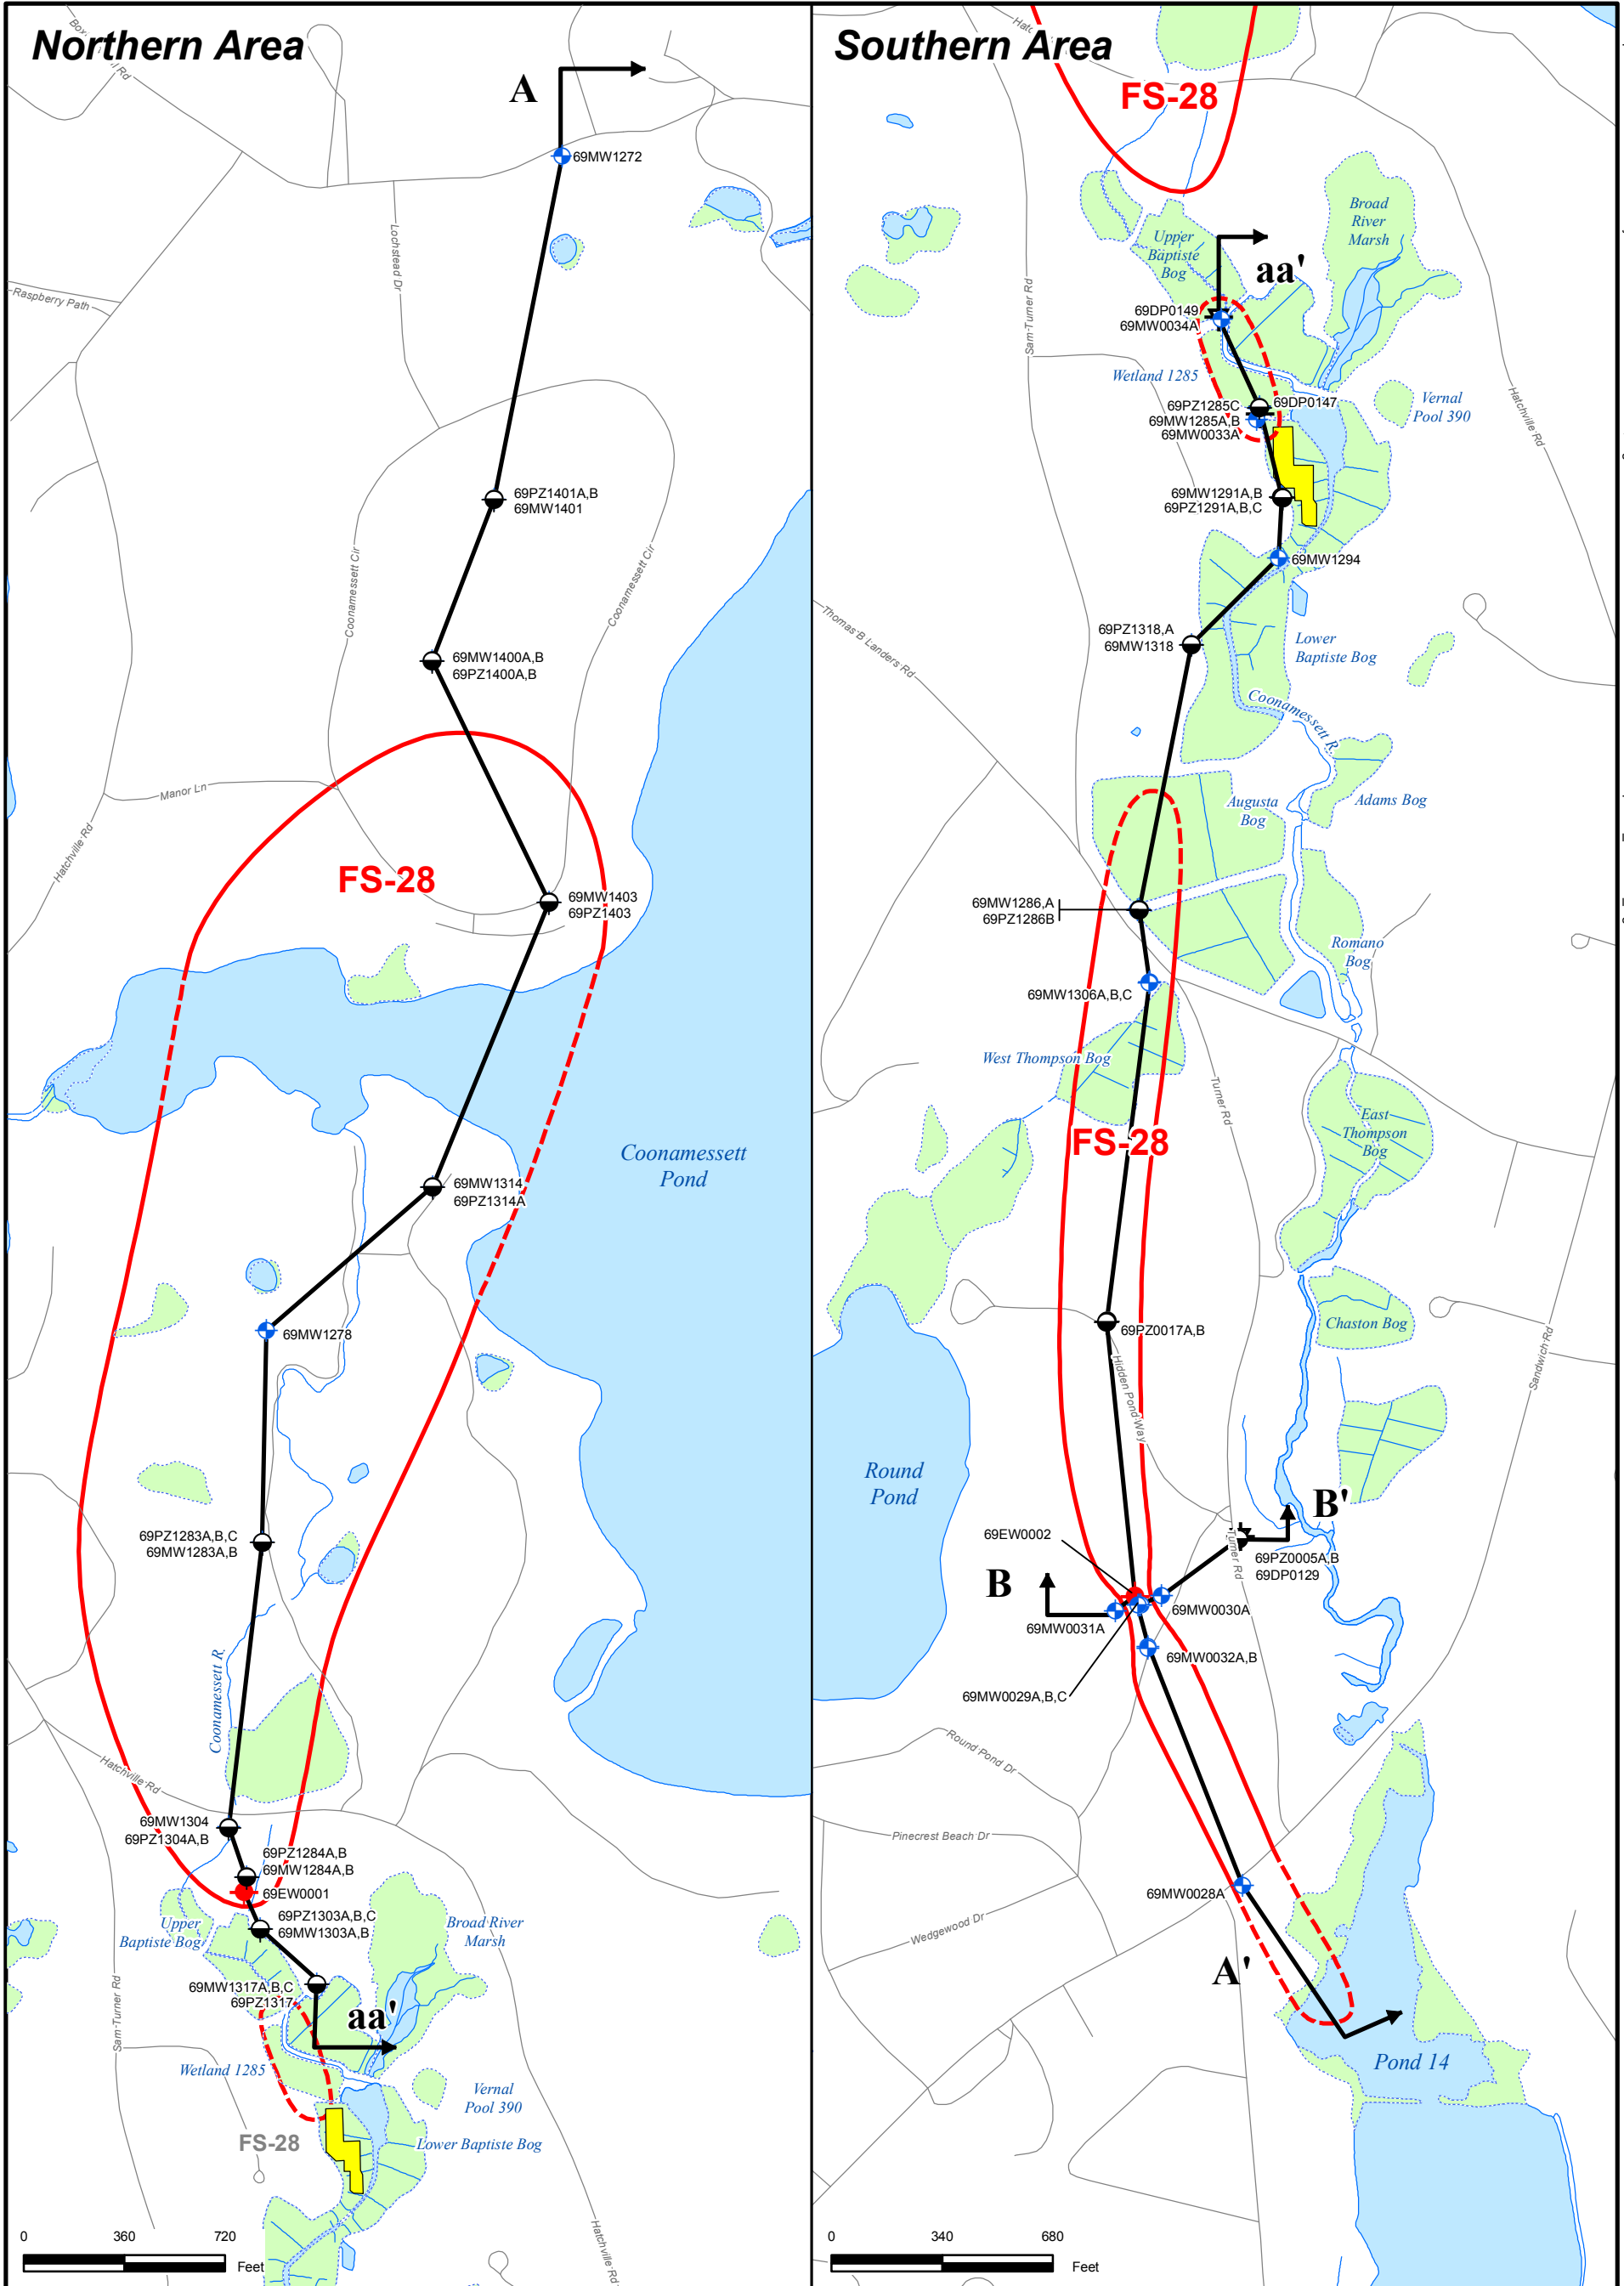 Northern Area
Box
l Rd
A
69MW1272
Lochstead Dr
Raspberry Path
69PZ1401A,B
69MW1401
Coonamessett Cir
Coonamessett Cir
69MW1400A,B
69PZ1400A,B
Manor Ln
Hatchville Rd
FS-28
69MW1403
69PZ1403
Coonamessett
Pond
69MW1314
69PZ1314A
69MW1278
69PZ1283A,B,C
69MW1283A,B
Coonamessett R.
Hatchville Rd
69MW1304
69PZ1304A,B
69PZ1284A,B
69MW1284A,B
69EW0001
69PZ1303A,B,C
69MW1303A,B
Upper
Baptiste Bog
Broad River
Marsh
69MW1317A,B,C
69PZ1317
aa'
Sam-Turner Rd
Wetland 1285
Vernal
Pool 390
FS-28
Lower Baptiste Bog
Hatchville Rd
0 360 720
Feet
Southern Area
Hatc
FS-28
Broad
River
Marsh
Upper
Baptiste
Bog
aa'
69DP0149
69MW0034A
Sam-Turner Rd
Wetland 1285
69PZ1285C
69MW1285A,B
69MW0033A
69DP0147
Vernal
Pool 390
Hatchville Rd
69MW1291A,B
69PZ1291A,B,C
69MW1294
Thomas B Landers Rd
69PZ1318,A
69MW1318
Lower
Baptiste Bog
Coonamessett R.
Augusta
Bog
Adams Bog
69MW1286,A
69PZ1286B
Romano
Bog
69MW1306A,B,C
West Thompson Bog
Turner Rd
East
Thompson
Bog
FS-28
69PZ0017A,B
Chaston Bog
Hidden Pond Way
Sandwich Rd
Round
Pond
B'
69EW0002
Turner Rd
69PZ0005A,B
69DP0129
B
69MW0030A
69MW0031A
69MW0032A,B
69MW0029A,B,C
Round Pond Dr
Pinecrest Beach Dr
69MW0028A
Wedgewood Dr
A'
Pond 14
0 340 680
Feet